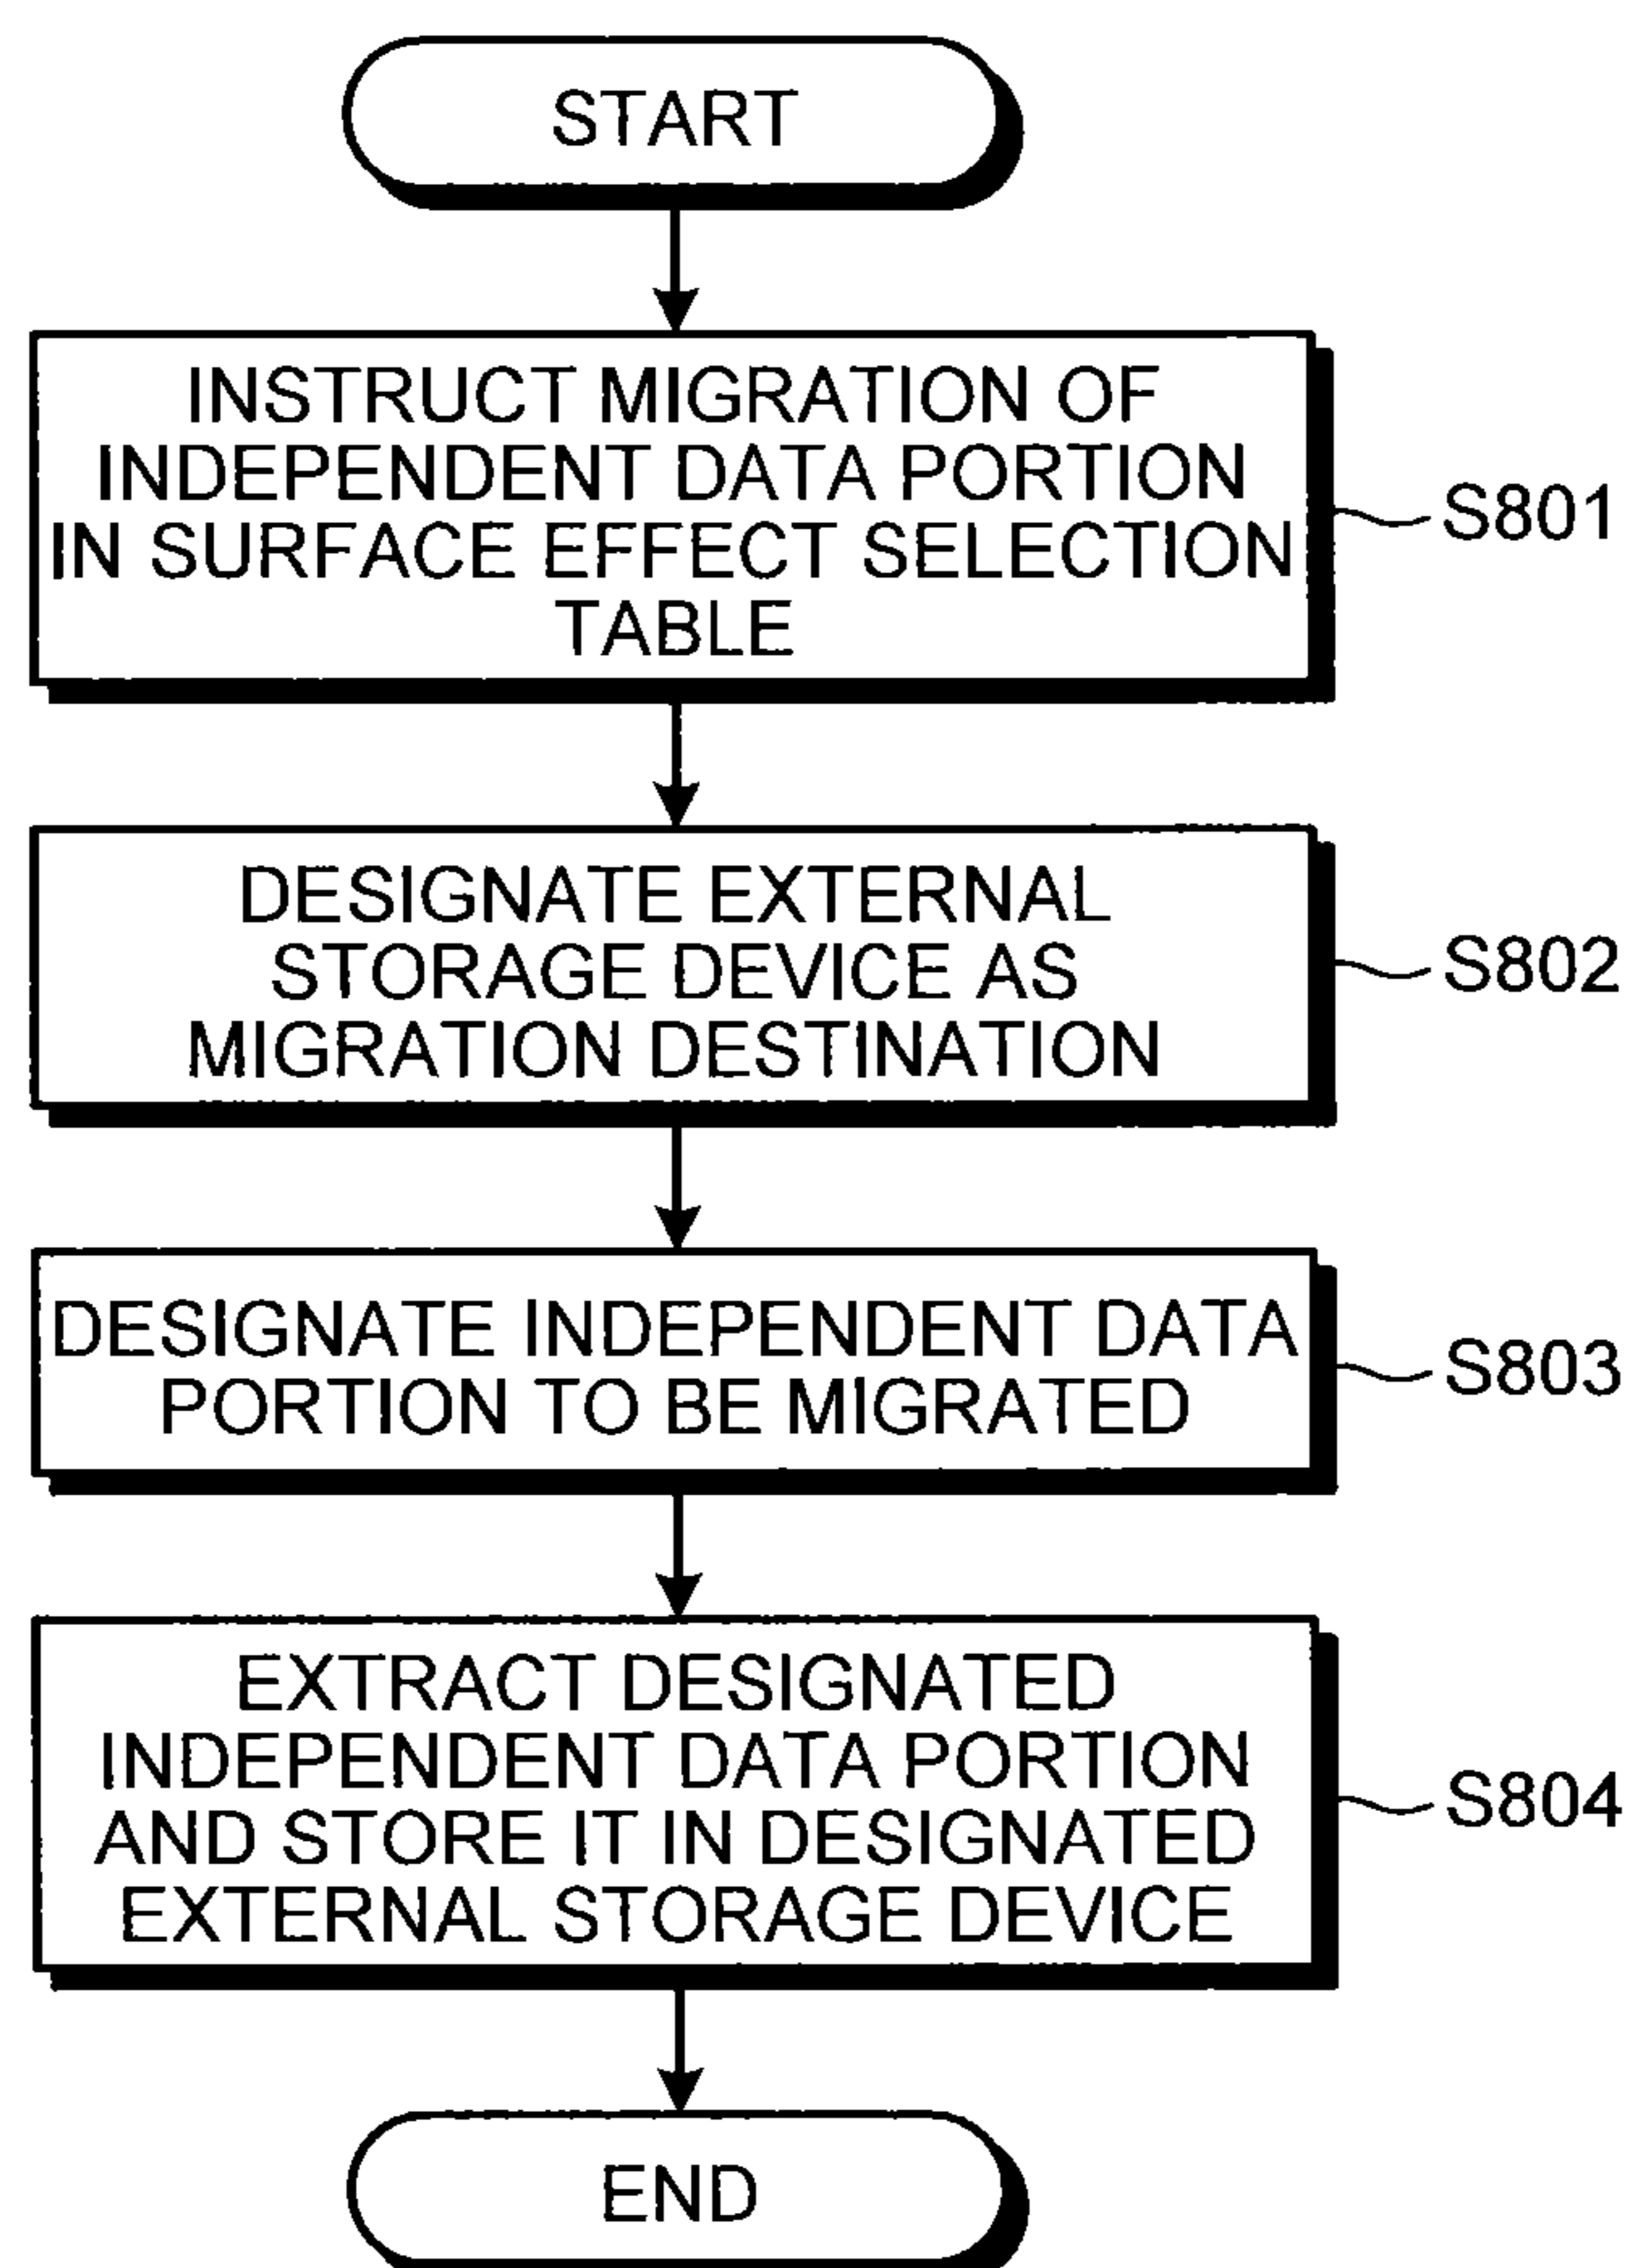 START
INSTRUCT MIGRATION OF
INDEPENDENT DATA PORTION
IN SURFACE EFFECT SELECTION
TABLE
S801
DESIGNATE EXTERNAL
STORAGE DEVICE AS
MIGRATION DESTINATION
S802
DESIGNATE INDEPENDENT DATA
PORTION TO BE MIGRATED
S803
EXTRACT DESIGNATED
INDEPENDENT DATA PORTION
AND STORE IT IN DESIGNATED
EXTERNAL STORAGE DEVICE
S804
END